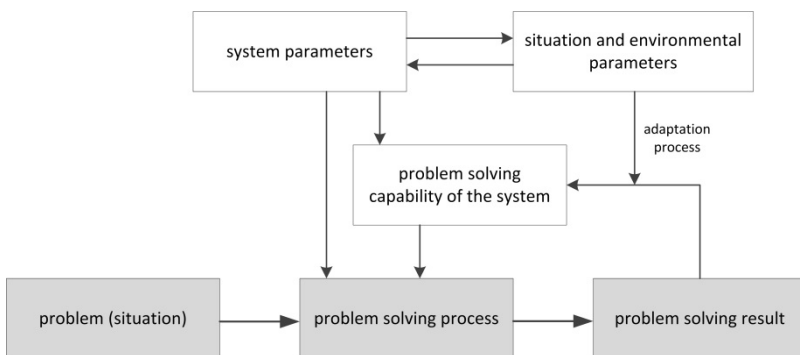 system parameters
situation and environmental
parameters
adaptation
process
problem solving
capability of the system
problem (situation)
problem solving process
problem solving result